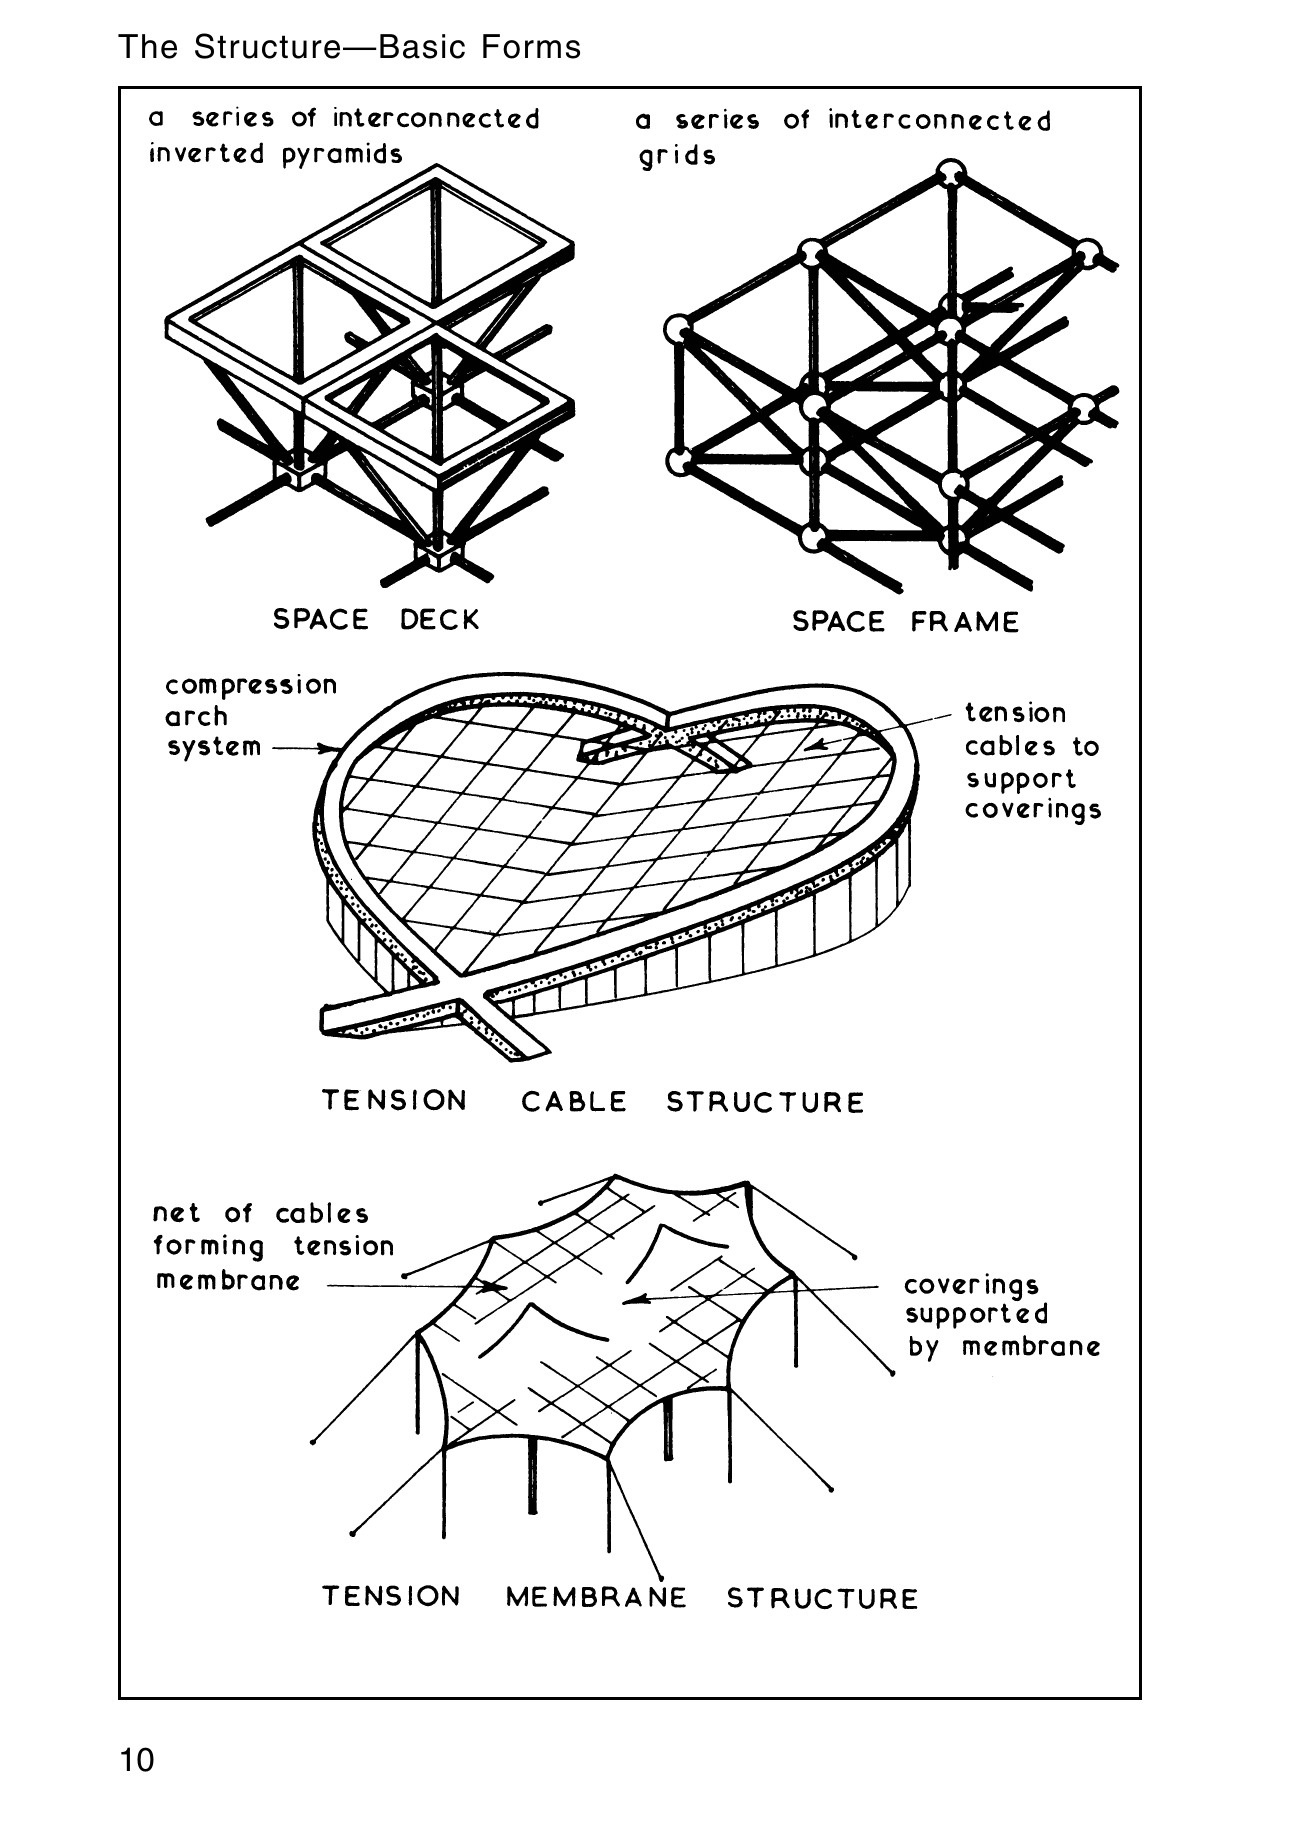 The Structure—Basic Forms
a series of interconnected
inverted pyramids
a series of interconnected
grids
SPACE DECK
SPACE FRAME
compression
arch
system
tension
cables to
support
coverings
TENSION CABLE STRUCTURE
net of cables
forming tension
membrane
coverings
supported
by membrane
TENSION MEMBRANE STRUCTURE
10